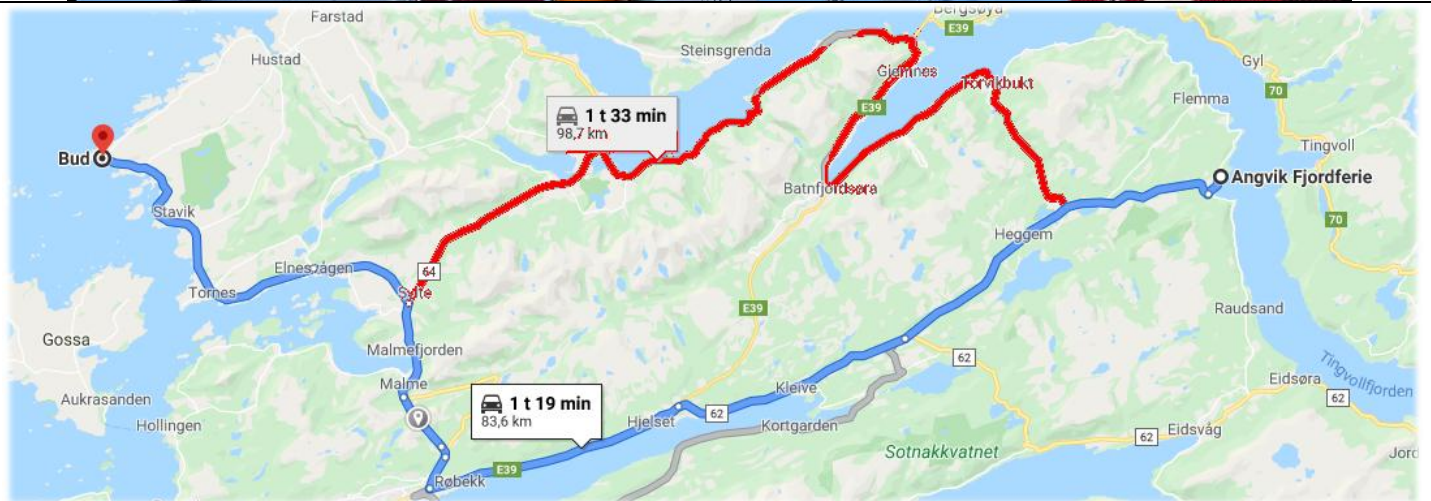 Farstad
Bergsøya
E39
Hustad
Steinsgrenda
Gyl
Gjemnes
Torvikbukt
70
Flemma
1 t 33 min
98,7 km
E39
Tingvoll
Bud
Angvik Fjordferie
Batnfjordsøra
Stavik
70
Heggem
Elnesvågen
64
Sylte
Tornes
E39
Raudsand
Gossa
Malmefjorden
62
Tingvollfjorden
Malme
Kleive
Eidsøra
Aukrasanden
1 t 19 min
83,6 km
62
62
Hjelset
Hollingen
Kortgarden
62
Eidsvåg
Sotnakkvatnet
Jord
E39
Røbekk